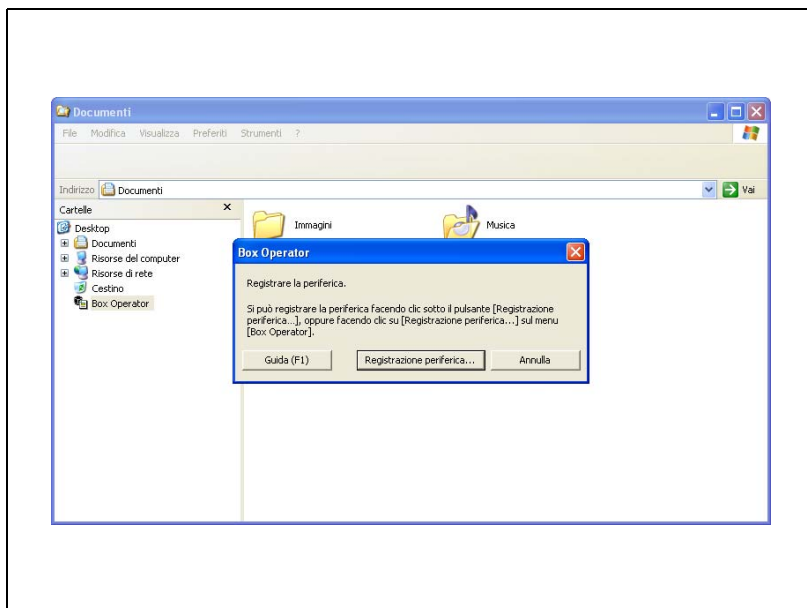 Documenti
File Modifica Visualizza Preferiti Strumenti ?
Indirizzo Documenti Vai
Cartelle x
Desktop
Documenti
Risorse del computer
Risorse di rete
Cestino
Box Operator
Immagini Musica
Box Operator
Registrare la periferica.
Si può registrare la periferica facendo clic sotto il pulsante [Registrazione
periferica...], oppure facendo clic su [Registrazione periferica...] sul menu
[Box Operator].
Guida (F1) Registrazione periferica... Annulla